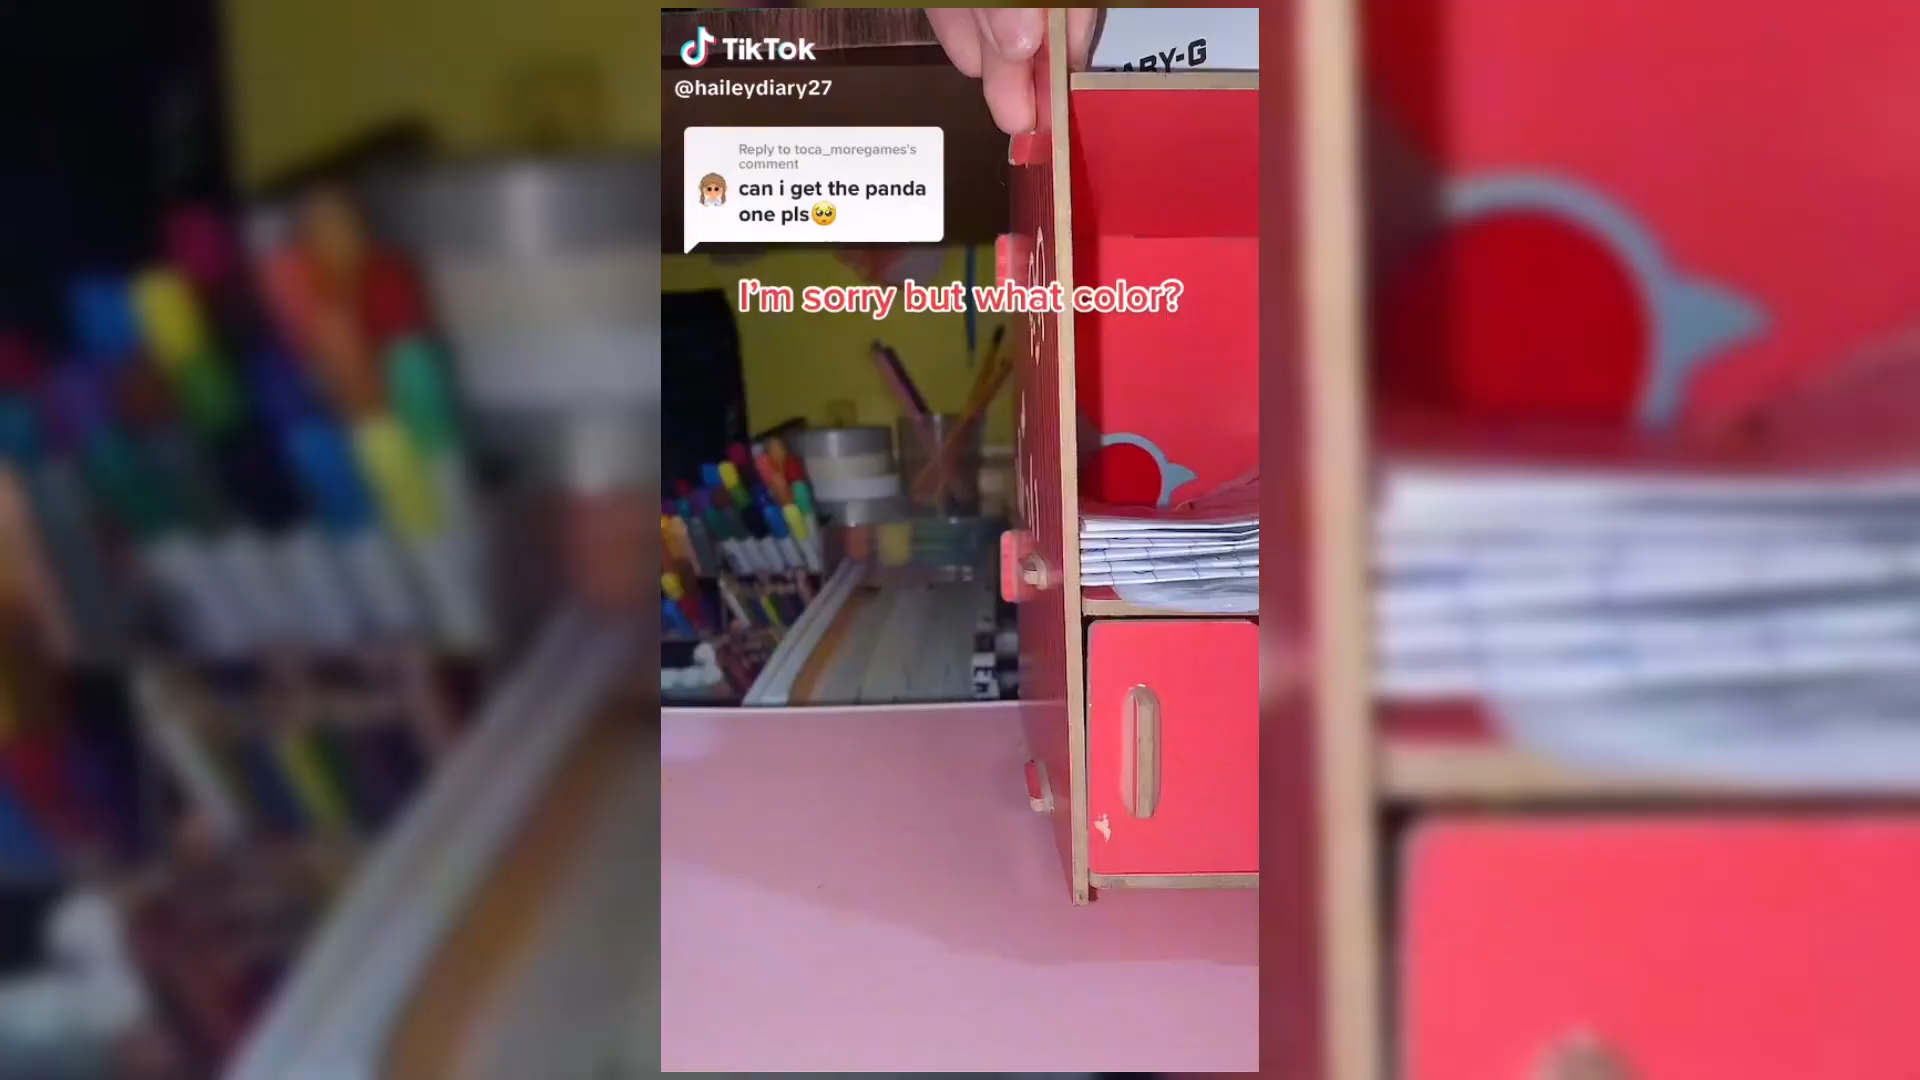 TikTok
@haileydiary27
Reply to toca_moregames's
comment
can i get the panda
one pls🥺
I'm sorry but what color?